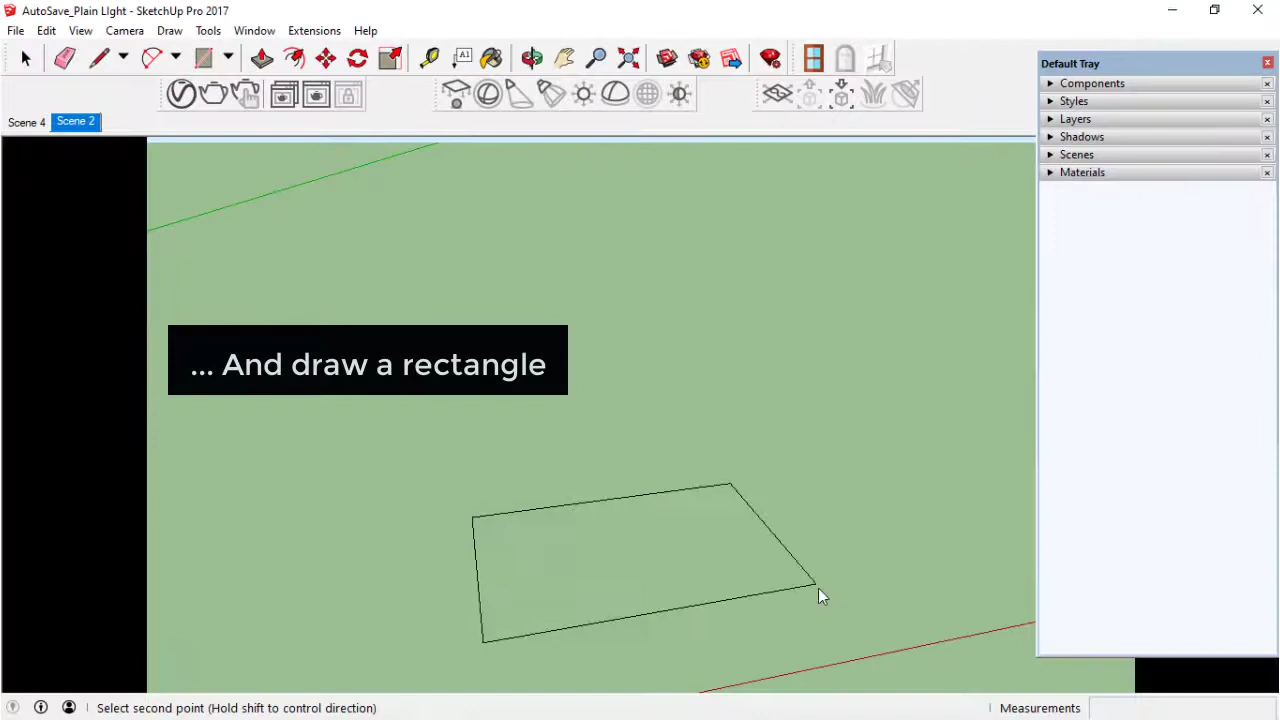 AutoSave_Plain LIght - SketchUp Pro 2017
File Edit View Camera Draw Tools Window Extensions Help
A1
Default Tray
Components
Styles
Layers
Shadows
Scenes
Materials
Scene 4 Scene 2
... And draw a rectangle
Select second point (Hold shift to control direction)
Measurements